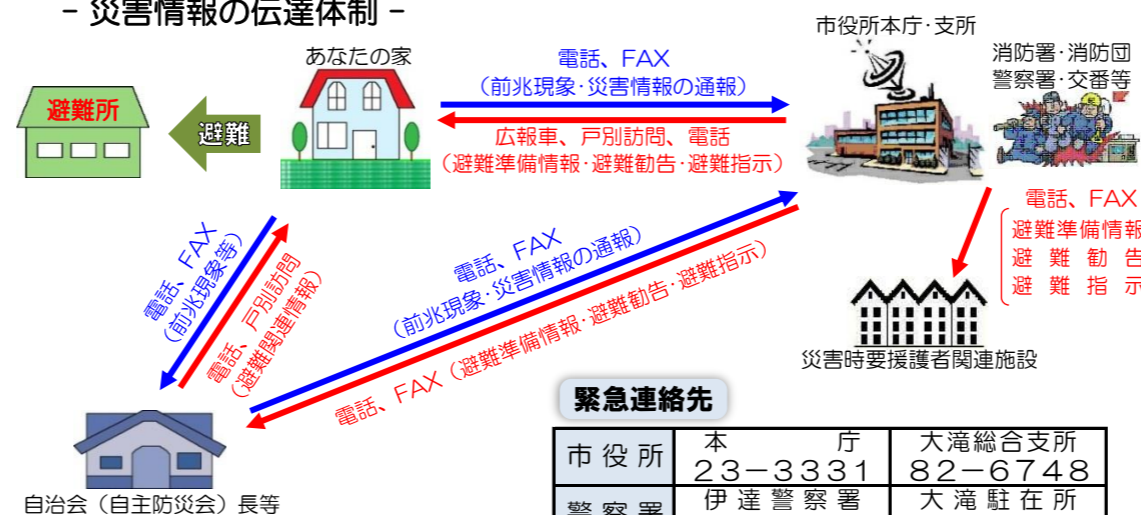 - 災害情報の伝達体制 -
市役所本庁･支所
あなたの家
消防署･消防団
警察署･交番等
電話、FAX
（前兆現象･災害情報の通報）
避難所
避難
広報車、戸別訪問、電話
（避難準備情報･避難勧告･避難指示）
電話、FAX
避難準備情報
避難勧告
避難指示
電話、FAX
（前兆現象等）
電話、戸別訪問
（避難関連情報）
電話、FAX
（前兆現象･災害情報の通報）
電話、FAX（避難準備情報･避難勧告･避難指示）
災害時要援護者関連施設
自治会（自主防災会）長等
緊急連絡先
市役所 本庁 大滝総合支所
23－3331 82－6748
警察署 伊達警察署 大滝駐在所